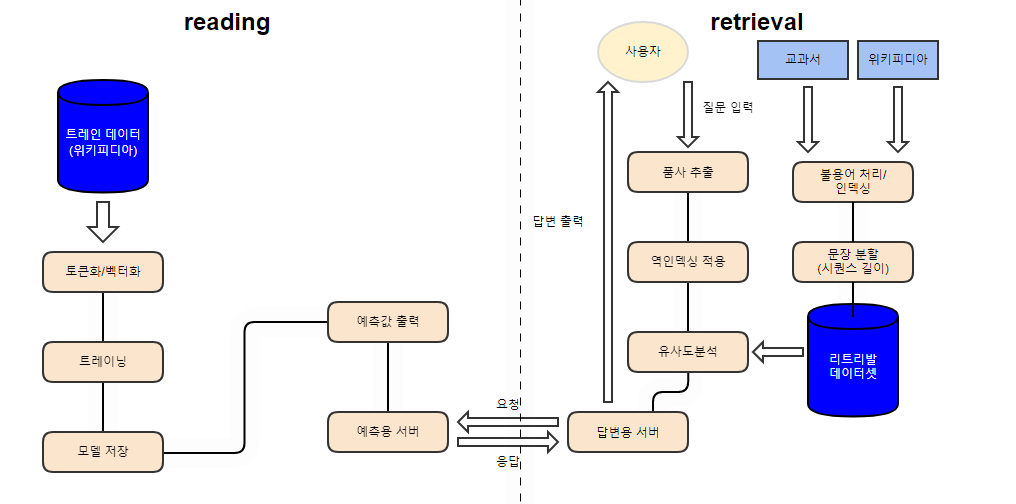 reading
retrieval
트레인 데이터
(위키피디아)
토큰화/벡터화
트레이닝
모델 저장
예측값 출력
예측용 서버
요청
응답
사용자
질문 입력
답변 출력
품사 추출
역인덱싱 적용
유사도분석
답변용 서버
교과서
위키피디아
불용어 처리/
인덱싱
문장 분할
(시퀀스 길이)
리트리발
데이터셋